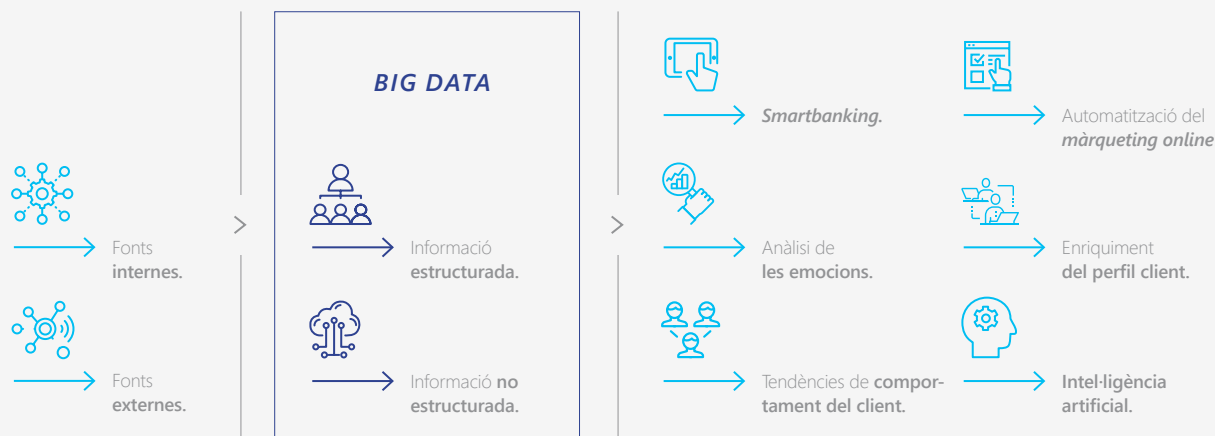 BIG DATA
Fonts
internes.
Fonts
externes.
Informació
estructurada.
Informació no
estructurada.
Smartbanking.
Automatització del
màrqueting online
Anàlisi de
les emocions.
Enriquiment
del perfil client.
Tendències de compor-
tament del client.
Intel·ligència
artificial.